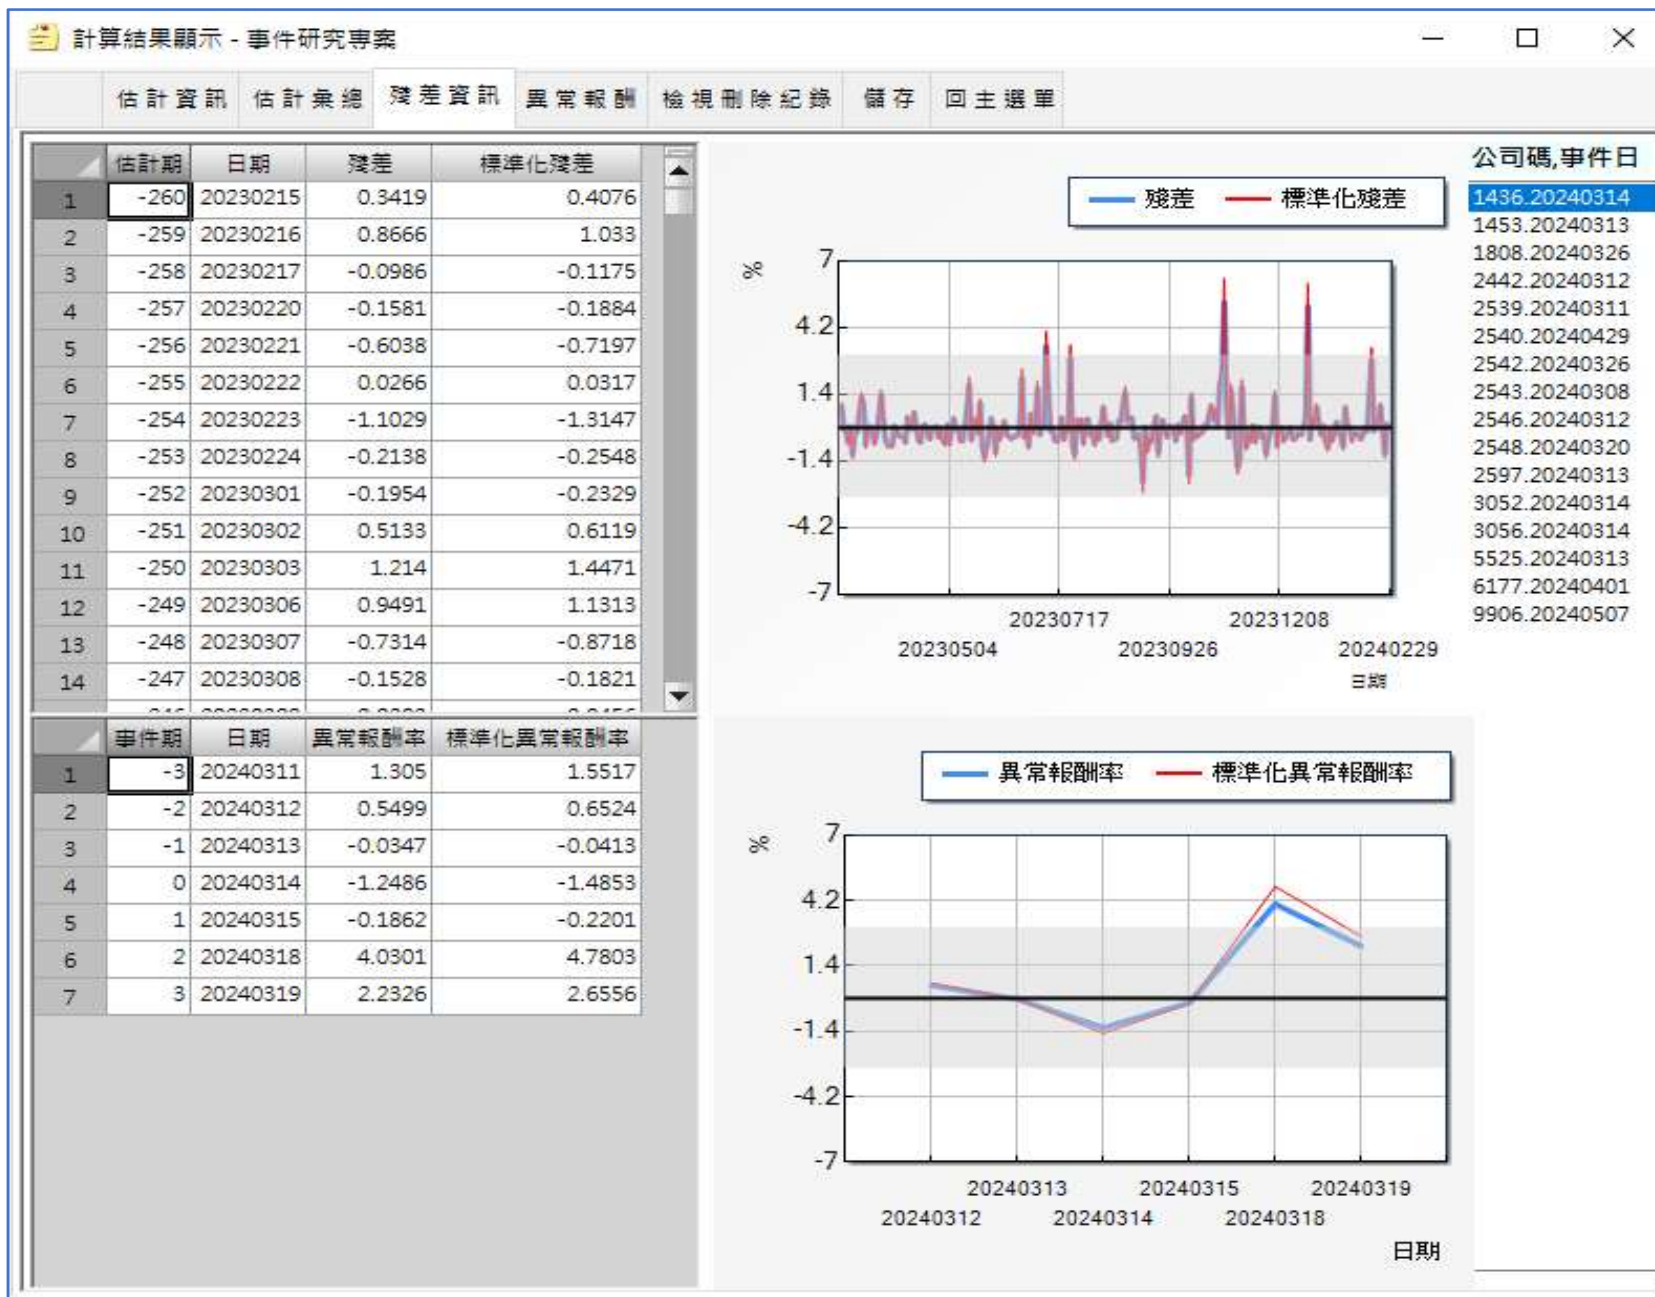 計算結果顯示 - 事件研究專案
估計資訊 估計彙總 殘差資訊 異常報酬 檢視刪除紀錄 儲存 回主選單
估計期 日期 殘差 標準化殘差
1 -260 20230215 0.3419 0.4076
2 -259 20230216 0.8666 1.033
3 -258 20230217 -0.0986 -0.1175
4 -257 20230220 -0.1581 -0.1884
5 -256 20230221 -0.6038 -0.7197
6 -255 20230222 0.0266 0.0317
7 -254 20230223 -1.1029 -1.3147
8 -253 20230224 -0.2138 -0.2548
9 -252 20230301 -0.1954 -0.2329
10 -251 20230302 0.5133 0.6119
11 -250 20230303 1.214 1.4471
12 -249 20230306 0.9491 1.1313
13 -248 20230307 -0.7314 -0.8718
14 -247 20230308 -0.1528 -0.1821
殘差 標準化殘差
%
7
4.2
1.4
-1.4
-4.2
-7
20230717 20231208
20230504 20230926 20240229
日期
公司碼,事件日
1436.20240314
1453.20240313
1808.20240326
2442.20240312
2539.20240311
2540.20240429
2542.20240326
2543.20240308
2546.20240312
2548.20240320
2597.20240313
3052.20240314
3056.20240314
5525.20240313
6177.20240401
9906.20240507
事件期 日期 異常報酬率 標準化異常報酬率
1 -3 20240311 1.305 1.5517
2 -2 20240312 0.5499 0.6524
3 -1 20240313 -0.0347 -0.0413
4 0 20240314 -1.2486 -1.4853
5 1 20240315 -0.1862 -0.2201
6 2 20240318 4.0301 4.7803
7 3 20240319 2.2326 2.6556
異常報酬率 標準化異常報酬率
%
7
4.2
1.4
-1.4
-4.2
-7
20240313 20240315 20240319
20240312 20240314 20240318
日期